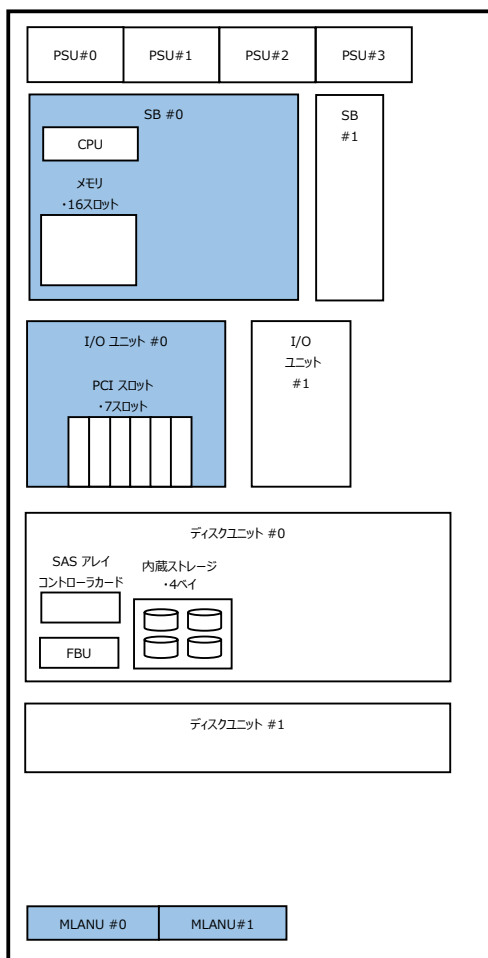 PSU#0
PSU#1
PSU#2
PSU#3
SB #0
CPU
メモリ
・16スロット
SB
#1
I/O ユニット #0
PCI スロット
・7スロット
I/O
ユニット
#1
ディスクユニット #0
SAS アレイ
コントローラカード
FBU
内蔵ストレージ
・4ベイ
ディスクユニット #1
MLANU #0
MLANU#1